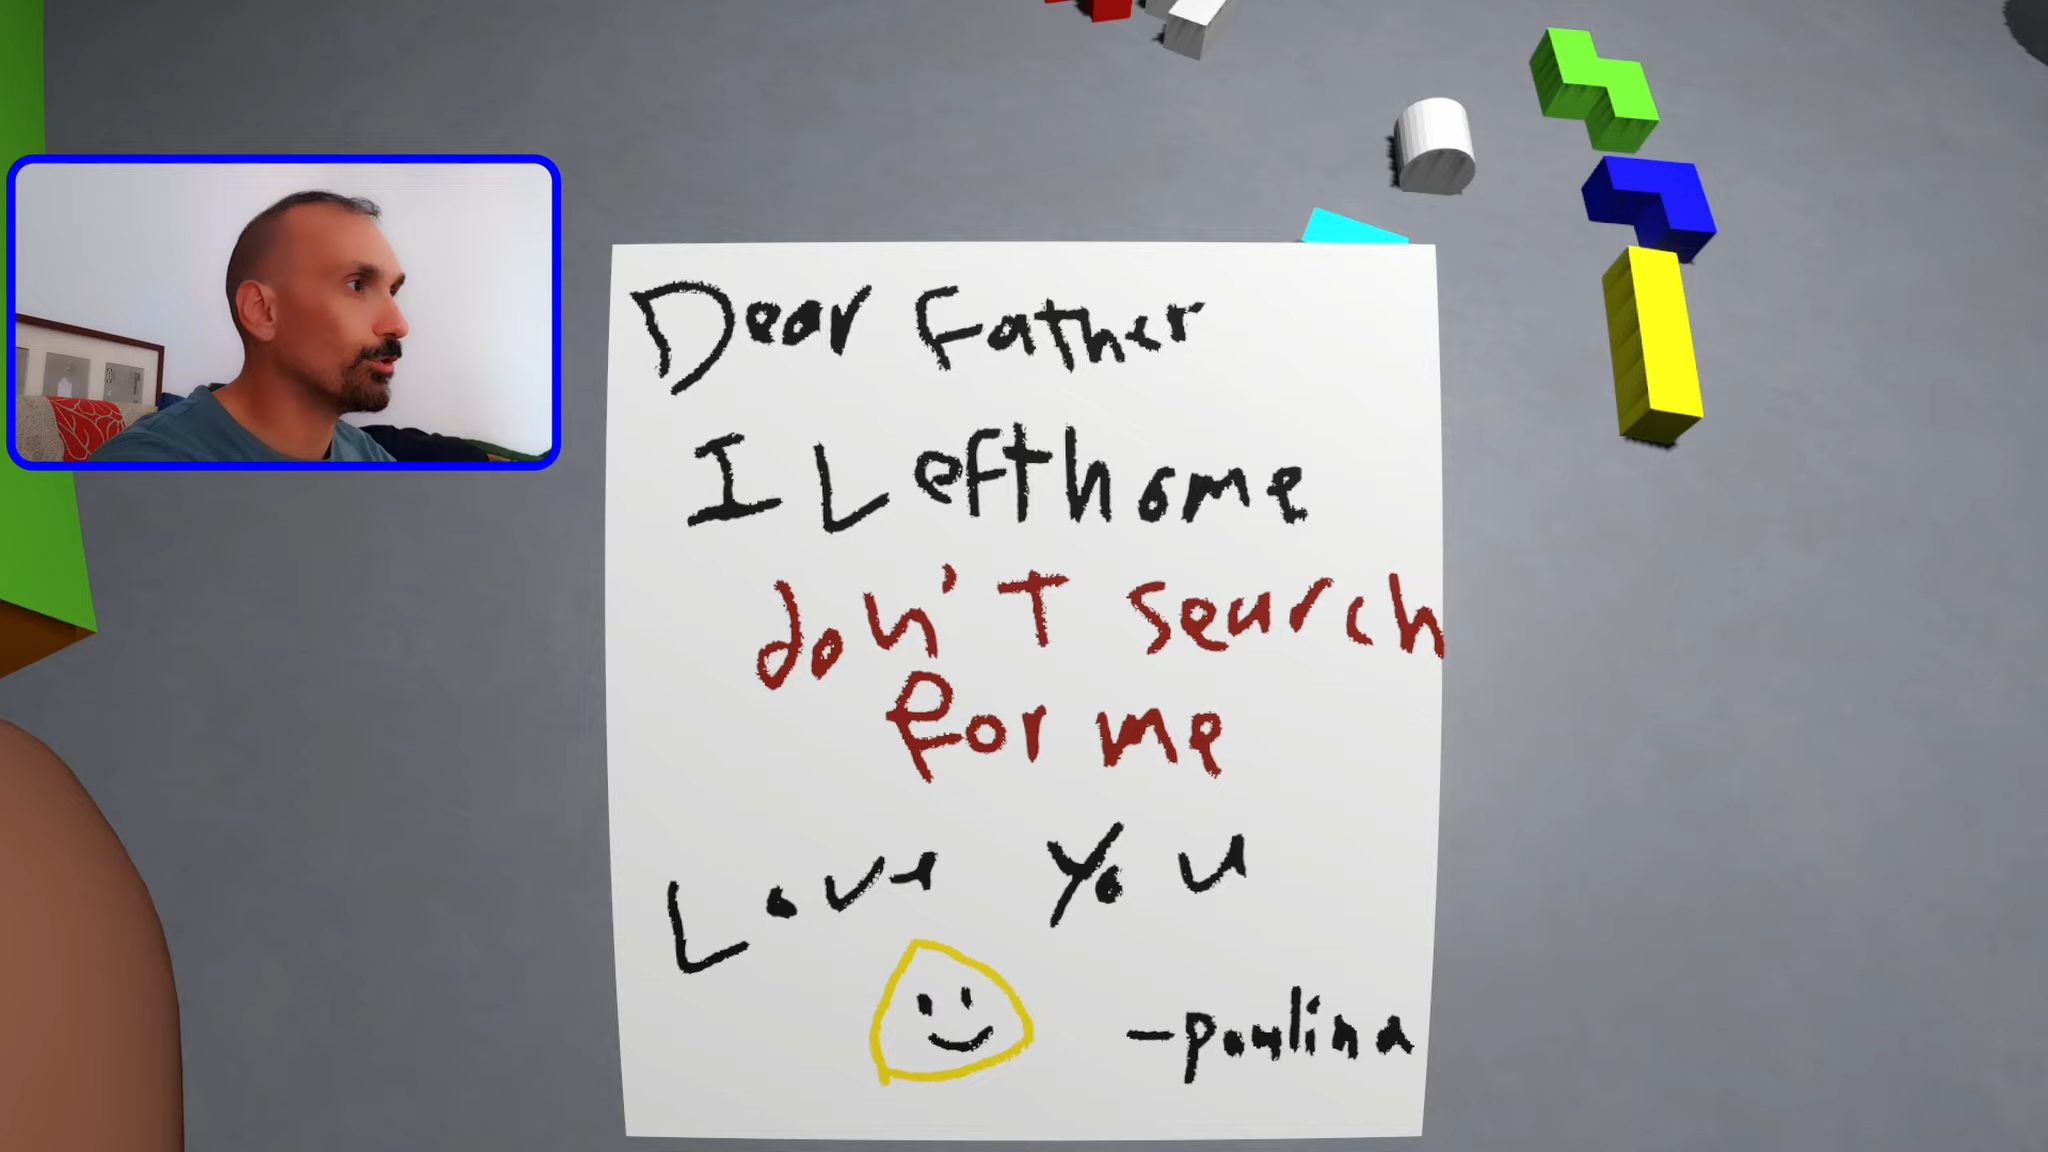 Dear Father
I Left home
don't search
for me
Love You
-paulina